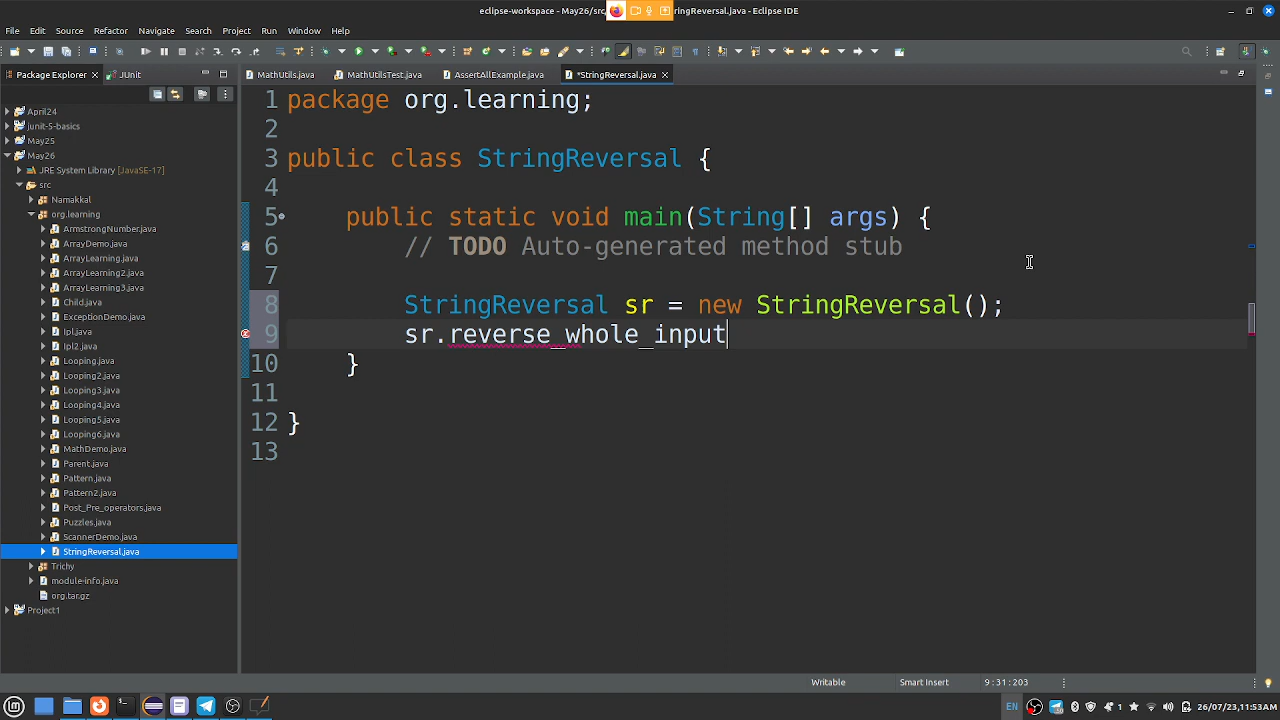 eclipse-workspace - May26/src
StringReversal.java - Eclipse IDE
File Edit Source Refactor Navigate Search Project Run Window Help
Package Explorer
JUnit
MathUtils.java
MathUtilsTest.java
AssertAllExample.java
*StringReversal.java
April24
junit-5-basics
May25
May26
JRE System Library [JavaSE-17]
src
Namakkal
org.learning
ArmstrongNumber.java
ArrayDemo.java
ArrayLearning.java
ArrayLearning2.java
ArrayLearning3.java
Child.java
ExceptionDemo.java
Ipl.java
Ipl2.java
Looping.java
Looping2.java
Looping3.java
Looping4.java
Looping5.java
Looping6.java
MathDemo.java
Parent.java
Pattern.java
Pattern2.java
Post_Pre_operators.java
Puzzles.java
ScannerDemo.java
StringReversal.java
Trichy
module-info.java
org.tar.gz
Project1
1 package org.learning;
2
3 public class StringReversal {
4
5 public static void main(String[] args) {
6 // TODO Auto-generated method stub
7
8 StringReversal sr = new StringReversal();
9 sr.reverse_whole_input
10 }
11
12 }
13
Writable
Smart Insert
9:31:203
EN
26/07/23, 11:53AM